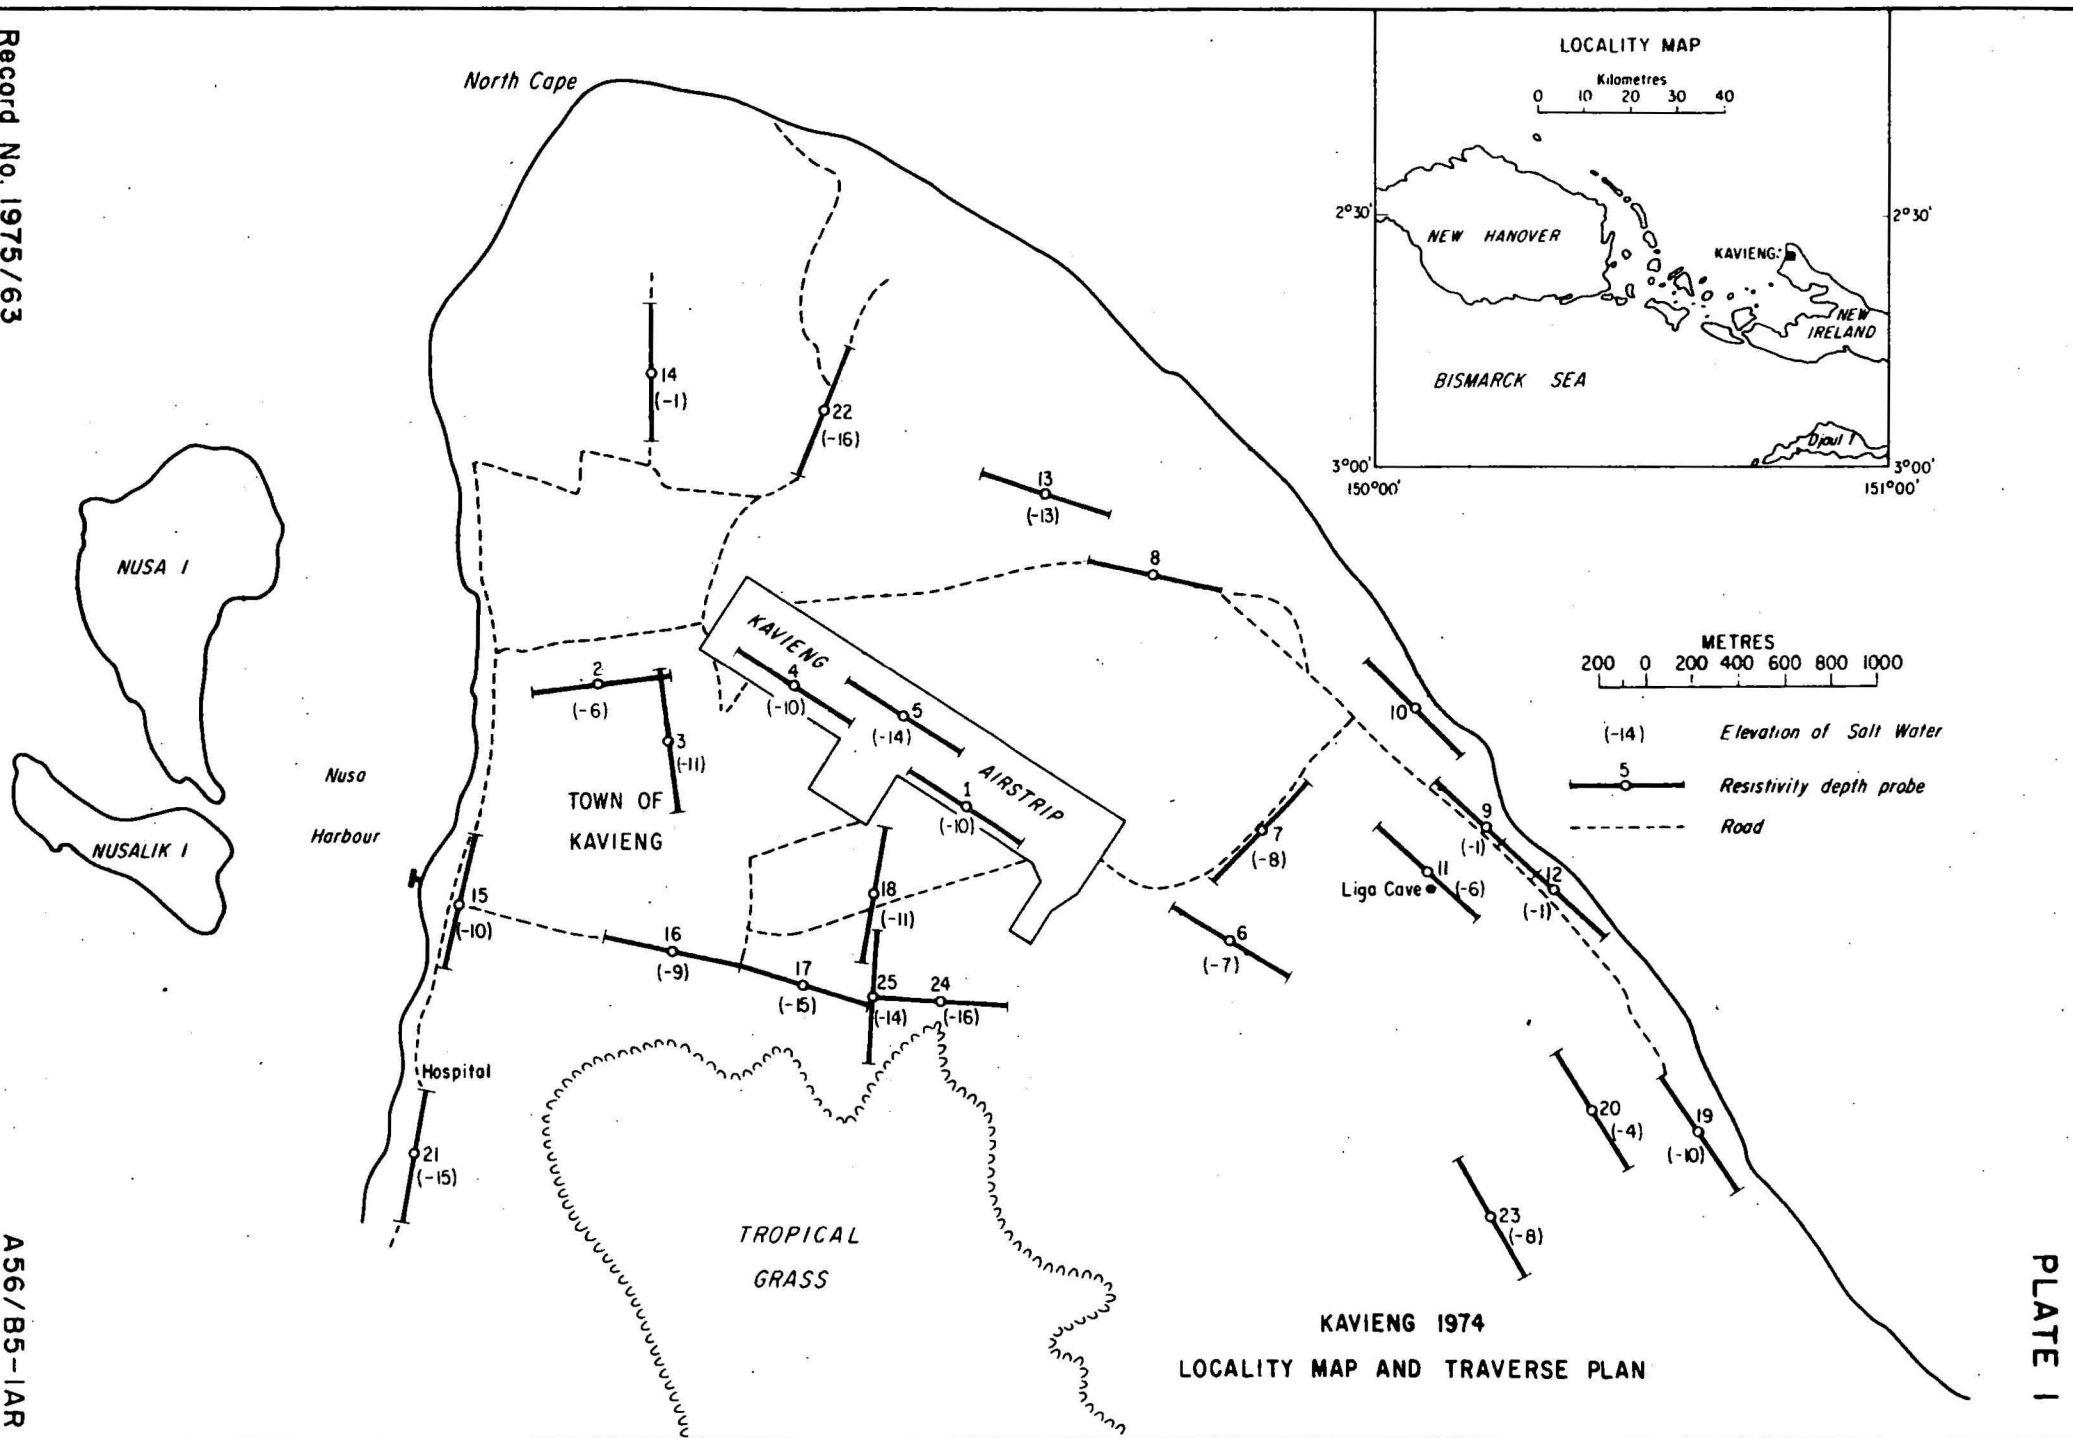 Record No. 1975/63
A56/B5-1AR
PLATE 1
LOCALITY MAP
Kilometres
0 10 20 30 40
2°30'
2°30'
NEW HANOVER
KAVIENG
NEW
IRELAND
BISMARCK SEA
Djaul I
3°00'
3°00'
150°00'
151°00'
North Cape
14
(-1)
22
(-16)
13
(-13)
8
NUSA I
KAVIENG
AIRSTRIP
2
(-6)
3
(-11)
4
(-10)
5
(-14)
1
(-10)
10
METRES
200 0 200 400 600 800 1000
(-14) Elevation of Salt Water
5
Resistivity depth probe
Road
Nusa
Harbour
NUSALIK I
TOWN OF
KAVIENG
7
(-8)
9
(-1)
11
(-6)
Liga Cave
12
(-1)
18
(-11)
15
(-10)
16
(-9)
17
(-15)
25
(-14)
24
(-16)
6
(-7)
Hospital
21
(-15)
20
(-4)
19
(-10)
23
(-8)
TROPICAL
GRASS
KAVIENG 1974
LOCALITY MAP AND TRAVERSE PLAN